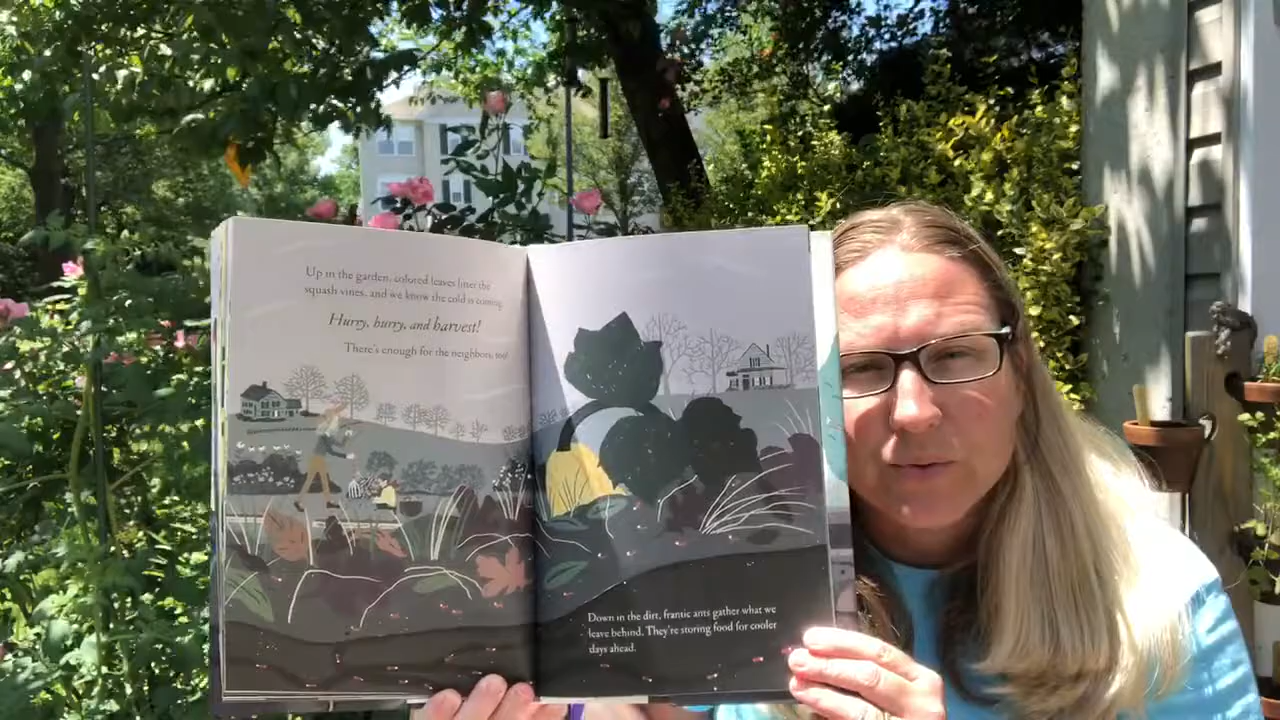 Up in the garden, colored leaves litter the
squash vines, and we know the cold is coming.
Hurry, hurry, and harvest!
There's enough for the neighbors, too!
Down in the dirt, frantic ants gather what we
leave behind. They're storing food for cooler
days ahead.